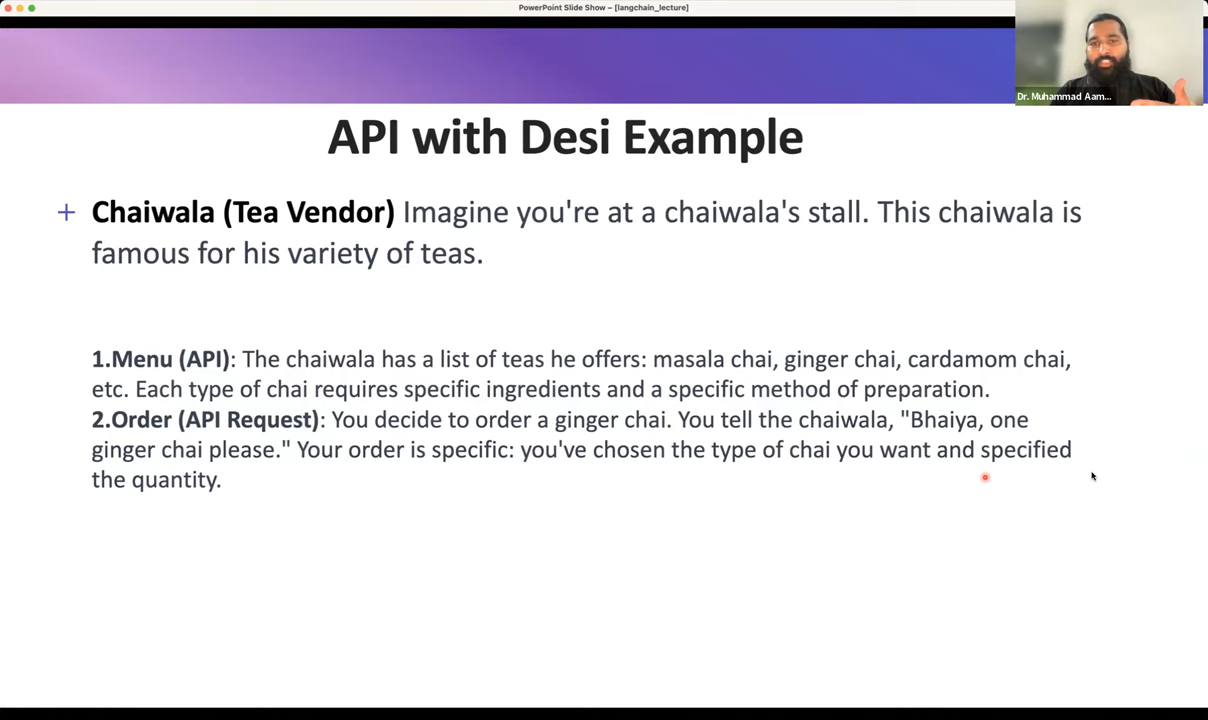 PowerPoint Slide Show – [langchain_lecture]
Dr. Muhammad Aam...
API with Desi Example
+ Chaiwala (Tea Vendor) Imagine you're at a chaiwala's stall. This chaiwala is
famous for his variety of teas.
1.Menu (API): The chaiwala has a list of teas he offers: masala chai, ginger chai, cardamom chai,
etc. Each type of chai requires specific ingredients and a specific method of preparation.
2.Order (API Request): You decide to order a ginger chai. You tell the chaiwala, "Bhaiya, one
ginger chai please." Your order is specific: you've chosen the type of chai you want and specified
the quantity.